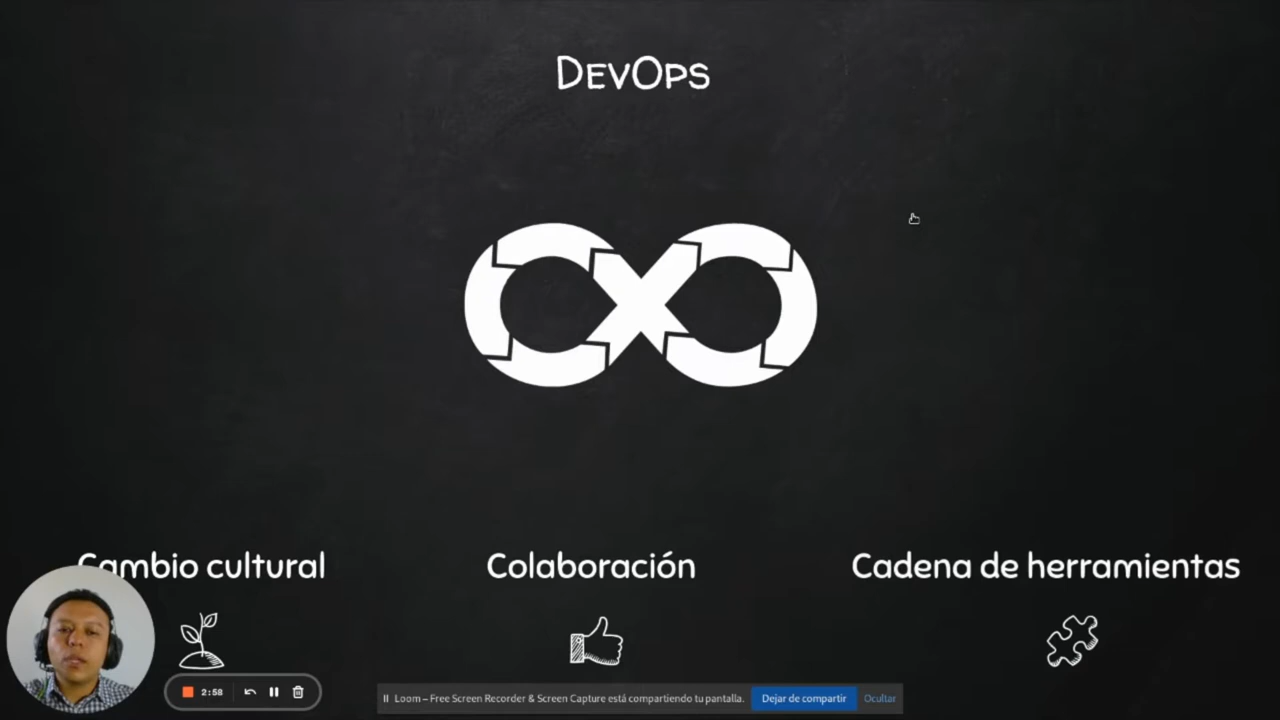 DevOps
Cambio cultural
Colaboración
Cadena de herramientas
2:58
Loom – Free Screen Recorder & Screen Capture está compartiendo tu pantalla.
Dejar de compartir
Ocultar